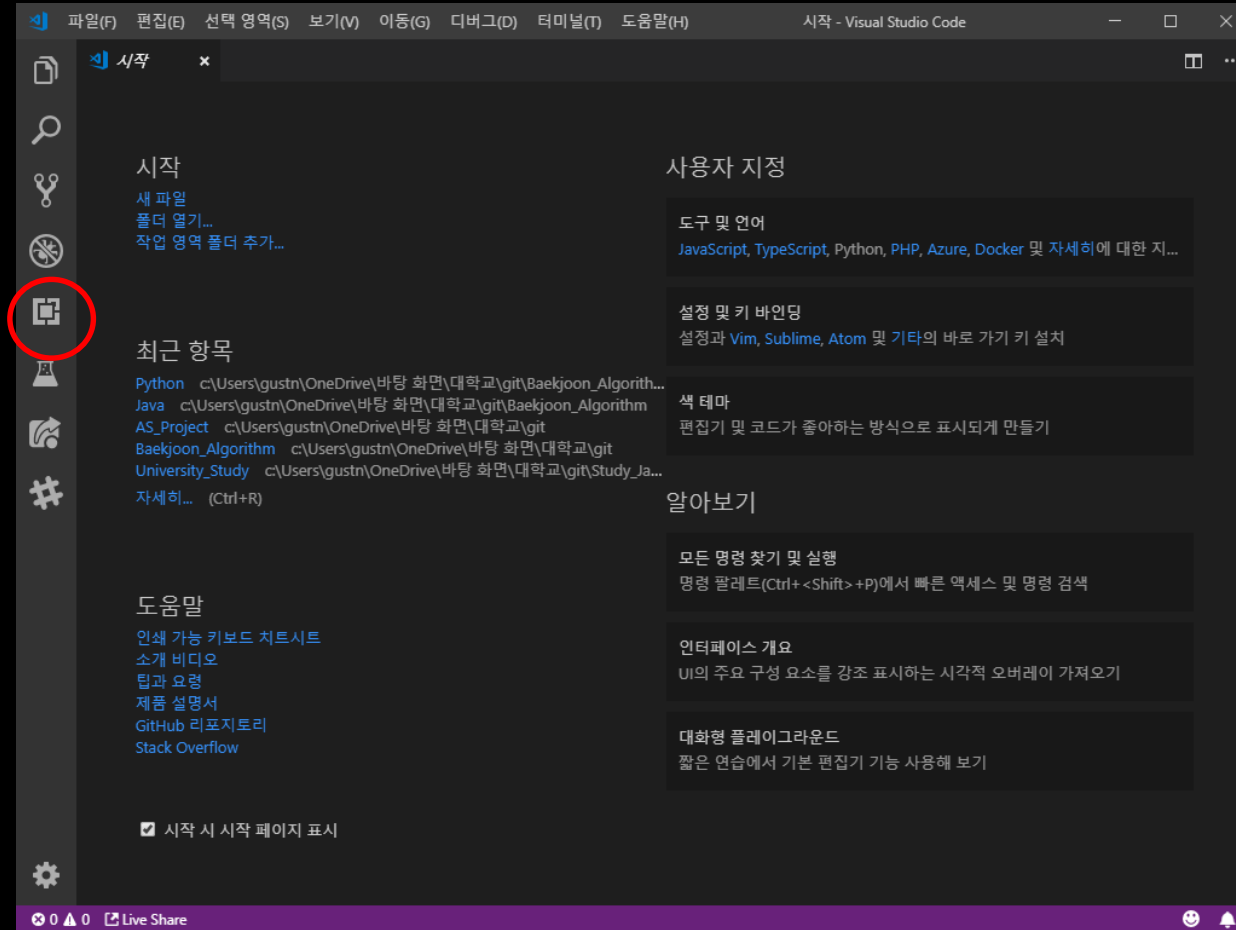 파일(F) 편집(E) 선택 영역(S) 보기(V) 이동(G) 디버그(D) 터미널(T) 도움말(H) 시작 - Visual Studio Code
시작
시작
새 파일
폴더 열기...
작업 영역 폴더 추가...
최근 항목
Python c:\Users\gustn\OneDrive\바탕 화면\대학교\git\Baekjoon_Algorith...
Java c:\Users\gustn\OneDrive\바탕 화면\대학교\git\Baekjoon_Algorithm
AS_Project c:\Users\gustn\OneDrive\바탕 화면\대학교\git
Baekjoon_Algorithm c:\Users\gustn\OneDrive\바탕 화면\대학교\git
University_Study c:\Users\gustn\OneDrive\바탕 화면\대학교\git\Study_Ja...
자세히... (Ctrl+R)
도움말
인쇄 가능 키보드 치트시트
소개 비디오
팁과 요령
제품 설명서
GitHub 리포지토리
Stack Overflow
시작 시 시작 페이지 표시
사용자 지정
도구 및 언어
JavaScript, TypeScript, Python, PHP, Azure, Docker 및 자세히에 대한 지...
설정 및 키 바인딩
설정과 Vim, Sublime, Atom 및 기타의 바로 가기 키 설치
색 테마
편집기 및 코드가 좋아하는 방식으로 표시되게 만들기
알아보기
모든 명령 찾기 및 실행
명령 팔레트(Ctrl+<Shift>+P)에서 빠른 액세스 및 명령 검색
인터페이스 개요
UI의 주요 구성 요소를 강조 표시하는 시각적 오버레이 가져오기
대화형 플레이그라운드
짧은 연습에서 기본 편집기 기능 사용해 보기
0 0 Live Share